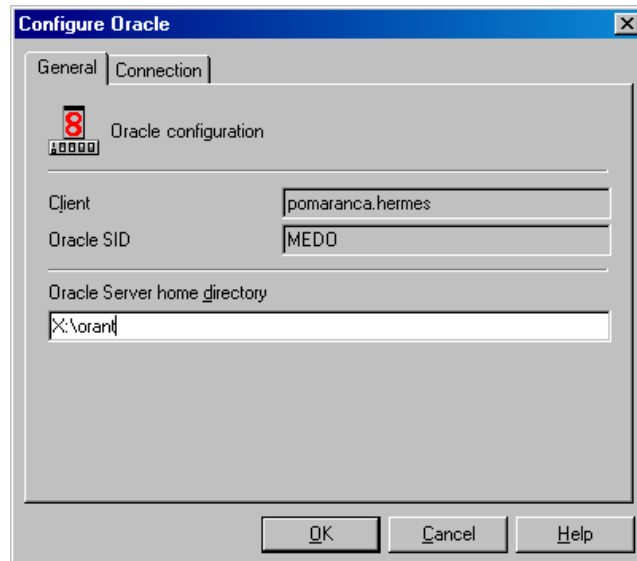 Configure Oracle
General Connection
8
Oracle configuration
Client pomaranca.hermes
Oracle SID MEDO
Oracle Server home directory
X:\orant
OK Cancel Help